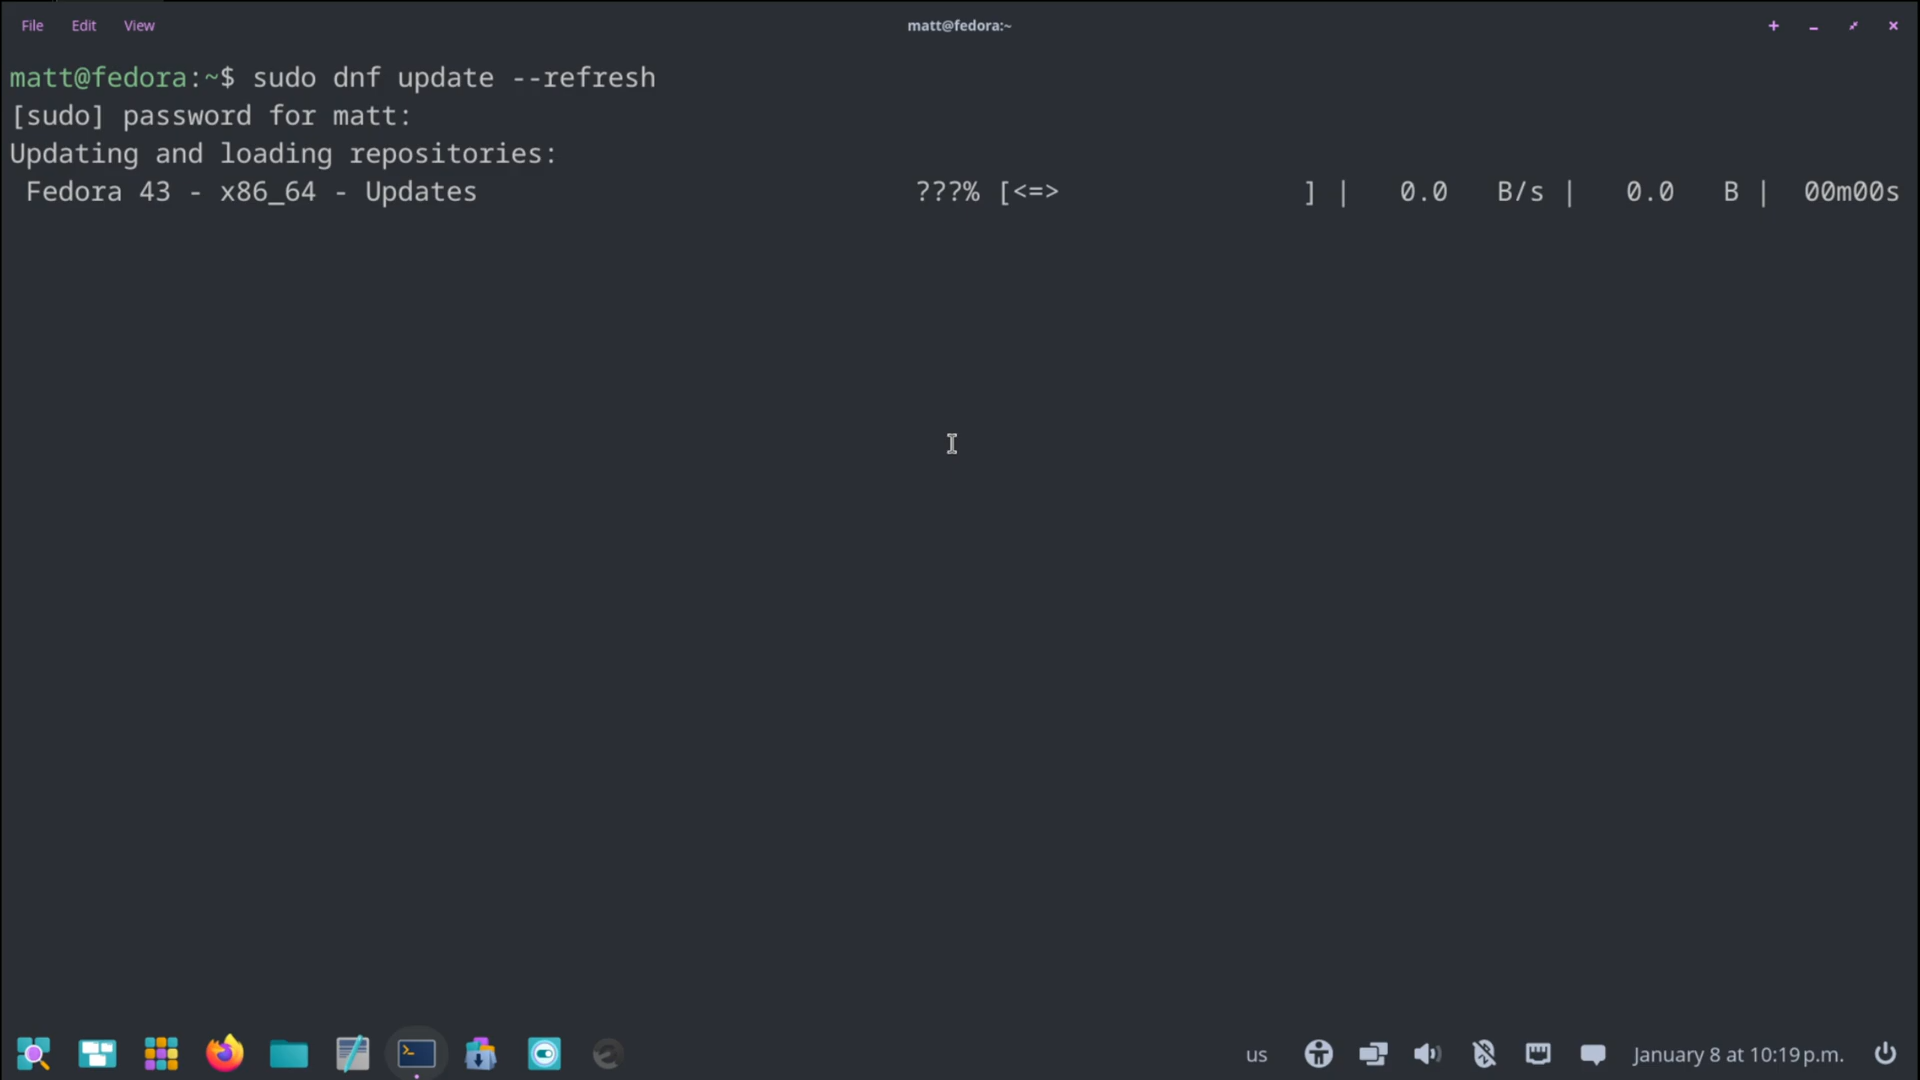 File Edit View matt@fedora:~
matt@fedora:~$ sudo dnf update --refresh
[sudo] password for matt:
Updating and loading repositories:
Fedora 43 - x86_64 - Updates ???% [<=> ] | 0.0 B/s | 0.0 B | 00m00s
us January 8 at 10:19 p.m.